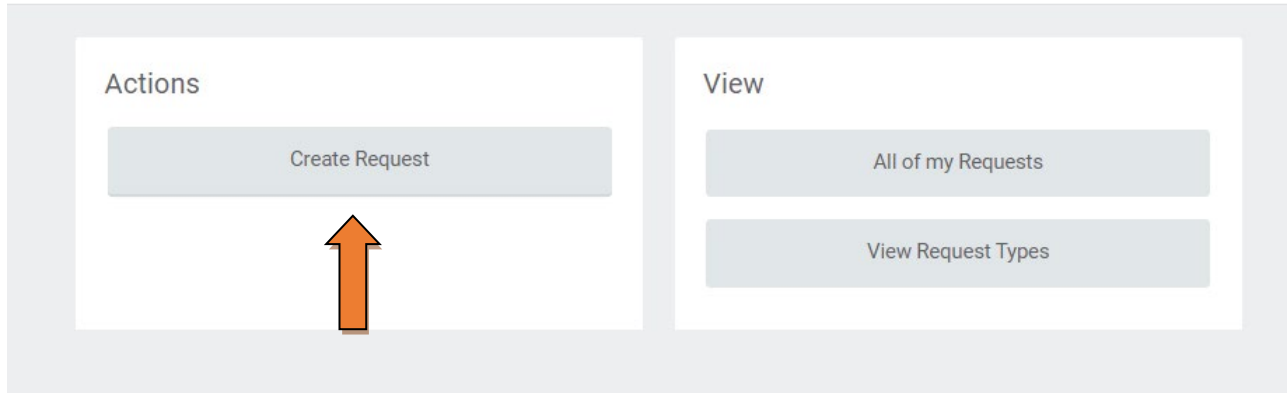 Actions
Create Request
View
All of my Requests
View Request Types